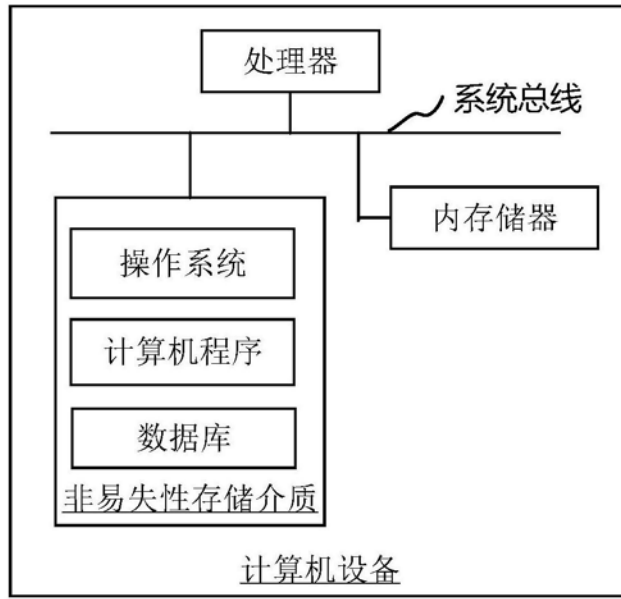 处理器
系统总线
内存储器
操作系统
计算机程序
数据库
非易失性存储介质
计算机设备